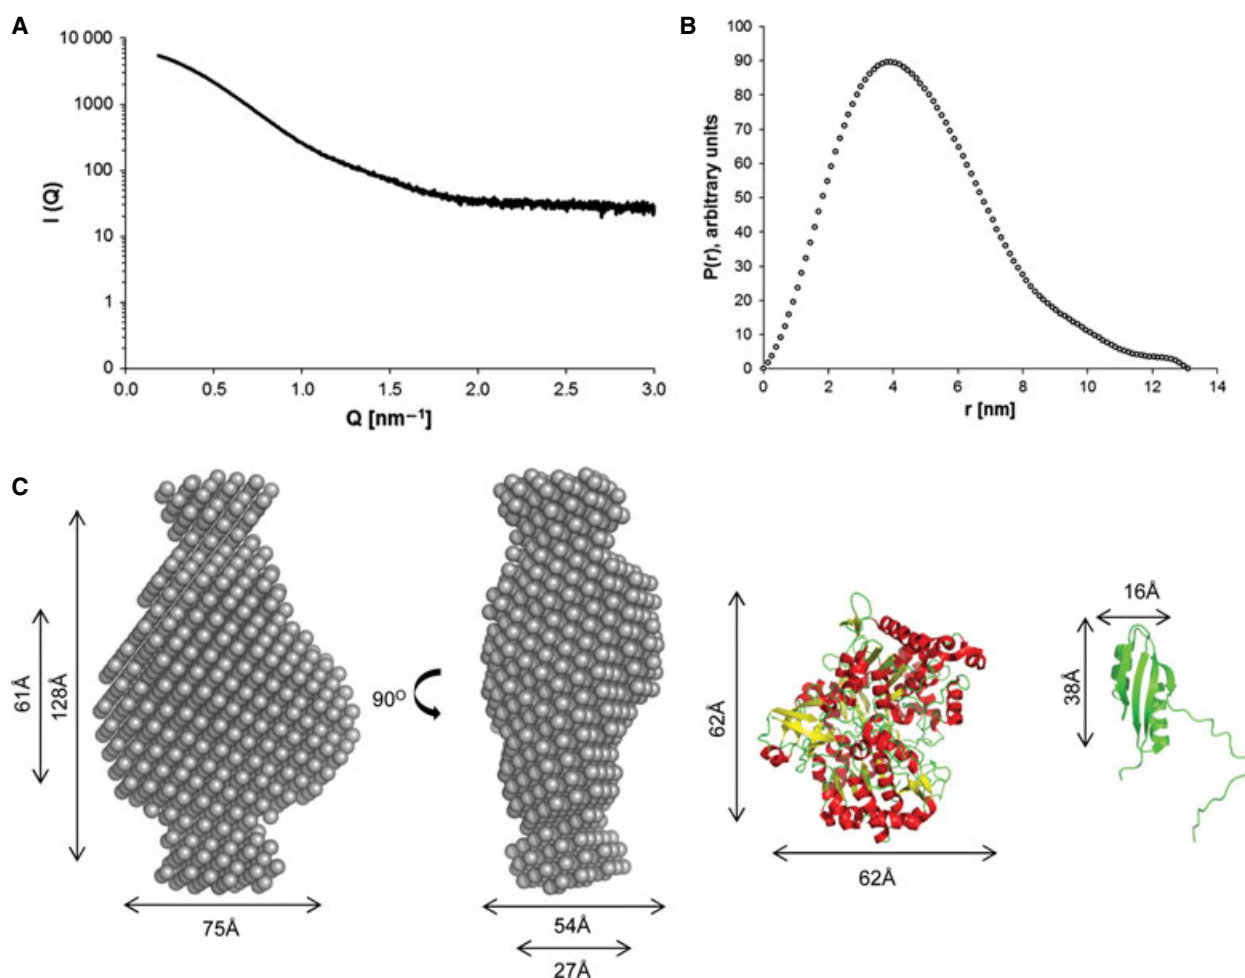 A
10 000
1000
100
10
1
0
I (Q)
0.0 0.5 1.0 1.5 2.0 2.5 3.0
Q [nm⁻¹]
B
100
90
80
70
60
50
40
30
20
10
0
P(r), arbitrary units
0 2 4 6 8 10 12 14
r [nm]
C
61Å
128Å
75Å
90O
54Å
27Å
62Å
62Å
16Å
38Å